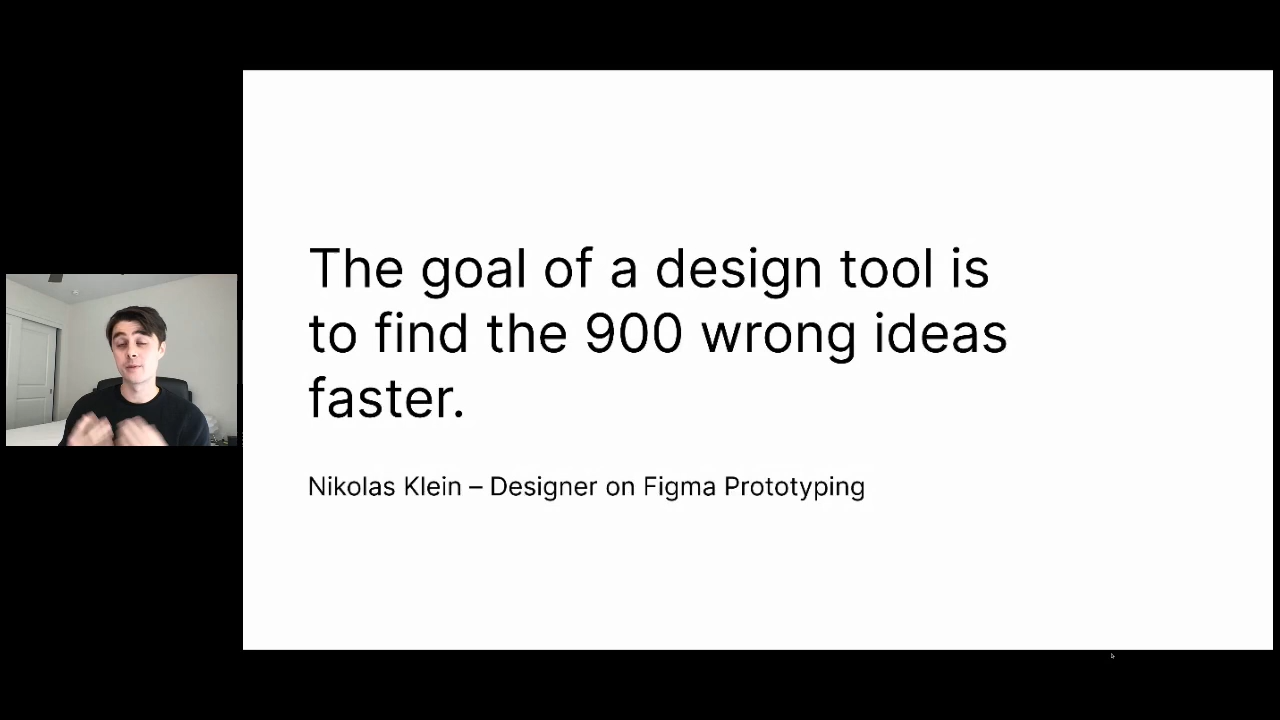 The goal of a design tool is
to find the 900 wrong ideas
faster.
Nikolas Klein – Designer on Figma Prototyping